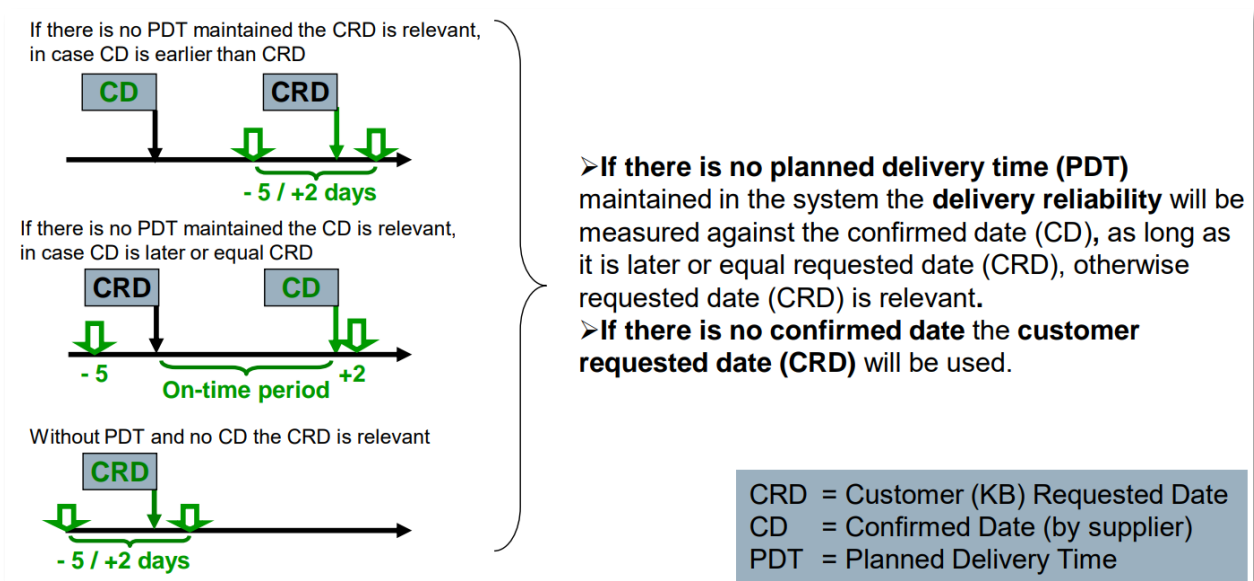 If there is no PDT maintained the CRD is relevant,
in case CD is earlier than CRD
CD
CRD
- 5 / +2 days
If there is no PDT maintained the CD is relevant,
in case CD is later or equal CRD
CRD
CD
- 5
+2
On-time period
Without PDT and no CD the CRD is relevant
CRD
- 5 / +2 days
➢If there is no planned delivery time (PDT)
maintained in the system the delivery reliability will be
measured against the confirmed date (CD), as long as
it is later or equal requested date (CRD), otherwise
requested date (CRD) is relevant.
➢If there is no confirmed date the customer
requested date (CRD) will be used.
CRD = Customer (KB) Requested Date
CD = Confirmed Date (by supplier)
PDT = Planned Delivery Time